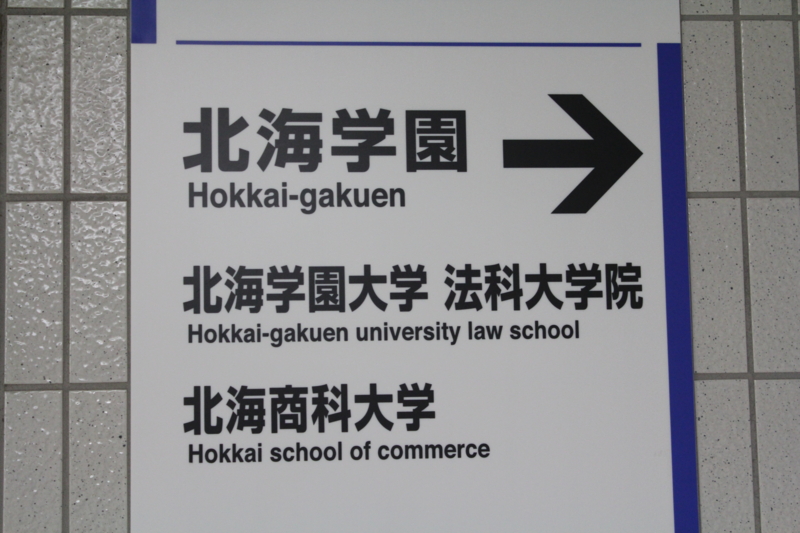 北海学園
Hokkai-gakuen
北海学園大学 法科大学院
Hokkai-gakuen university law school
北海商科大学
Hokkai school of commerce